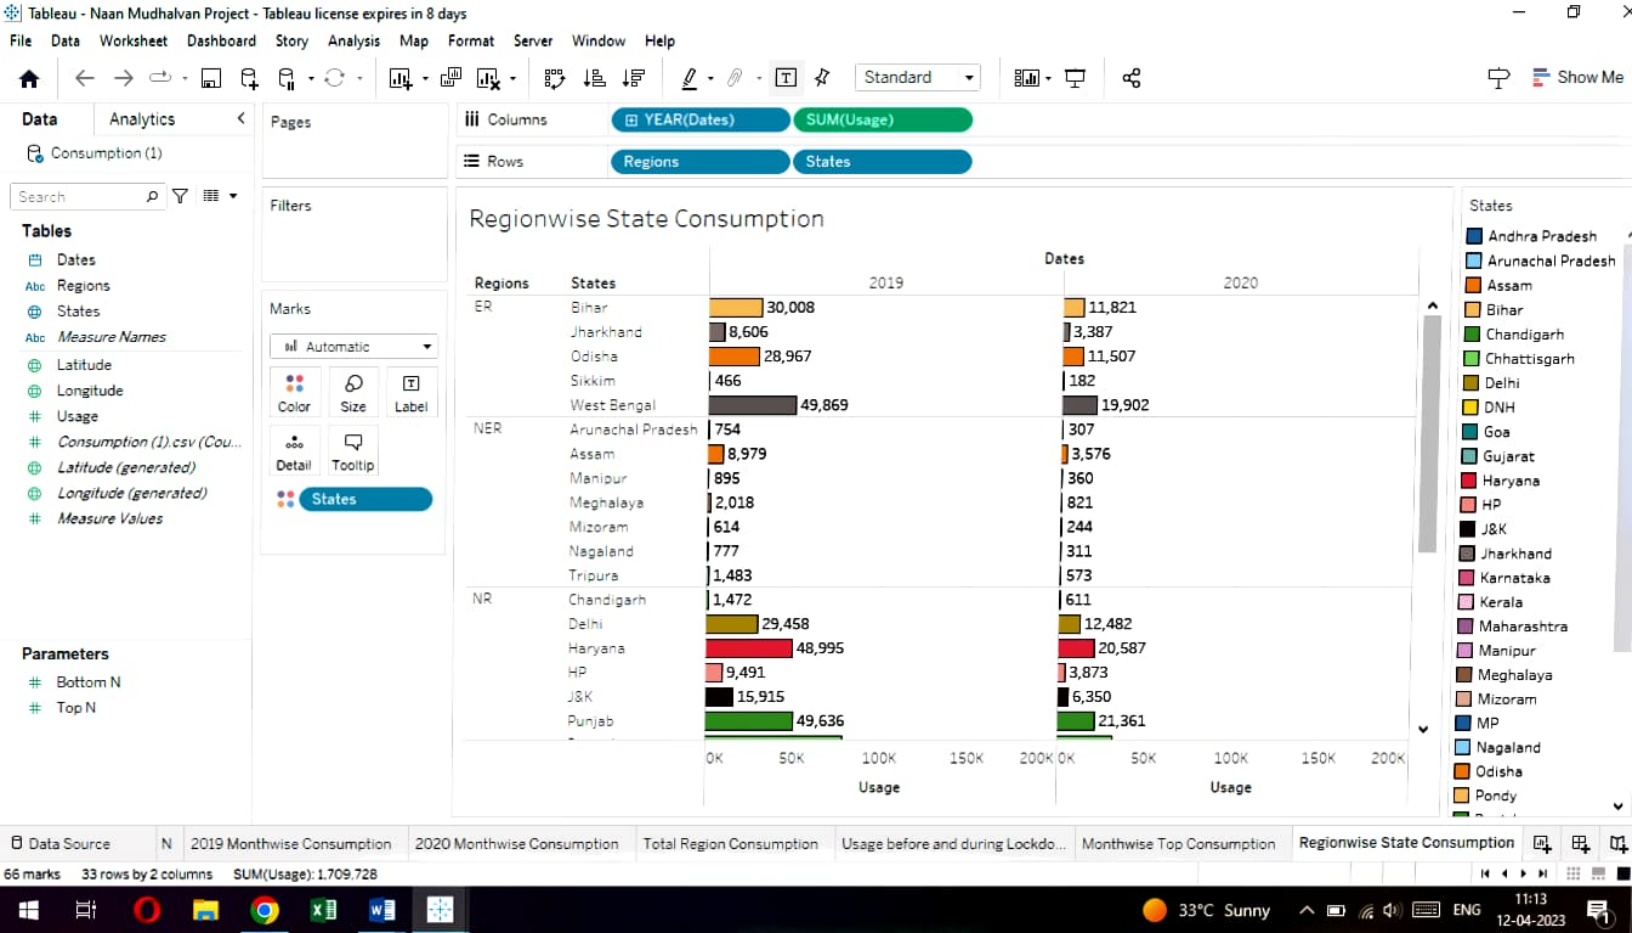 Tableau - Naan Mudhalvan Project - Tableau license expires in 8 days
File Data Worksheet Dashboard Story Analysis Map Format Server Window Help
Standard
Show Me
Data Analytics
Consumption (1)
Search
Tables
Dates
Abc Regions
States
Abc Measure Names
Latitude
Longitude
# Usage
# Consumption (1).csv (Cou...
Latitude (generated)
Longitude (generated)
# Measure Values
Parameters
# Bottom N
# Top N
Pages
Filters
Marks
Automatic
Color Size Label
Detail Tooltip
States
Columns YEAR(Dates) SUM(Usage)
Rows Regions States
Regionwise State Consumption
Dates
Regions States 2019 2020
ER Bihar 30,008 11,821
Jharkhand 8,606 3,387
Odisha 28,967 11,507
Sikkim 466 182
West Bengal 49,869 19,902
NER Arunachal Pradesh 754 307
Assam 8,979 3,576
Manipur 895 360
Meghalaya 2,018 821
Mizoram 614 244
Nagaland 777 311
Tripura 1,483 573
NR Chandigarh 1,472 611
Delhi 29,458 12,482
Haryana 48,995 20,587
HP 9,491 3,873
J&K 15,915 6,350
Punjab 49,636 21,361
0K 50K 100K 150K 200K 0K 50K 100K 150K 200K
Usage Usage
States
Andhra Pradesh
Arunachal Pradesh
Assam
Bihar
Chandigarh
Chhattisgarh
Delhi
DNH
Goa
Gujarat
Haryana
HP
J&K
Jharkhand
Karnataka
Kerala
Maharashtra
Manipur
Meghalaya
Mizoram
MP
Nagaland
Odisha
Pondy
Data Source N 2019 Monthwise Consumption 2020 Monthwise Consumption Total Region Consumption Usage before and during Lockdo... Monthwise Top Consumption Regionwise State Consumption
66 marks 33 rows by 2 columns SUM(Usage): 1,709,728
33°C Sunny ENG 11:13
12-04-2023
1